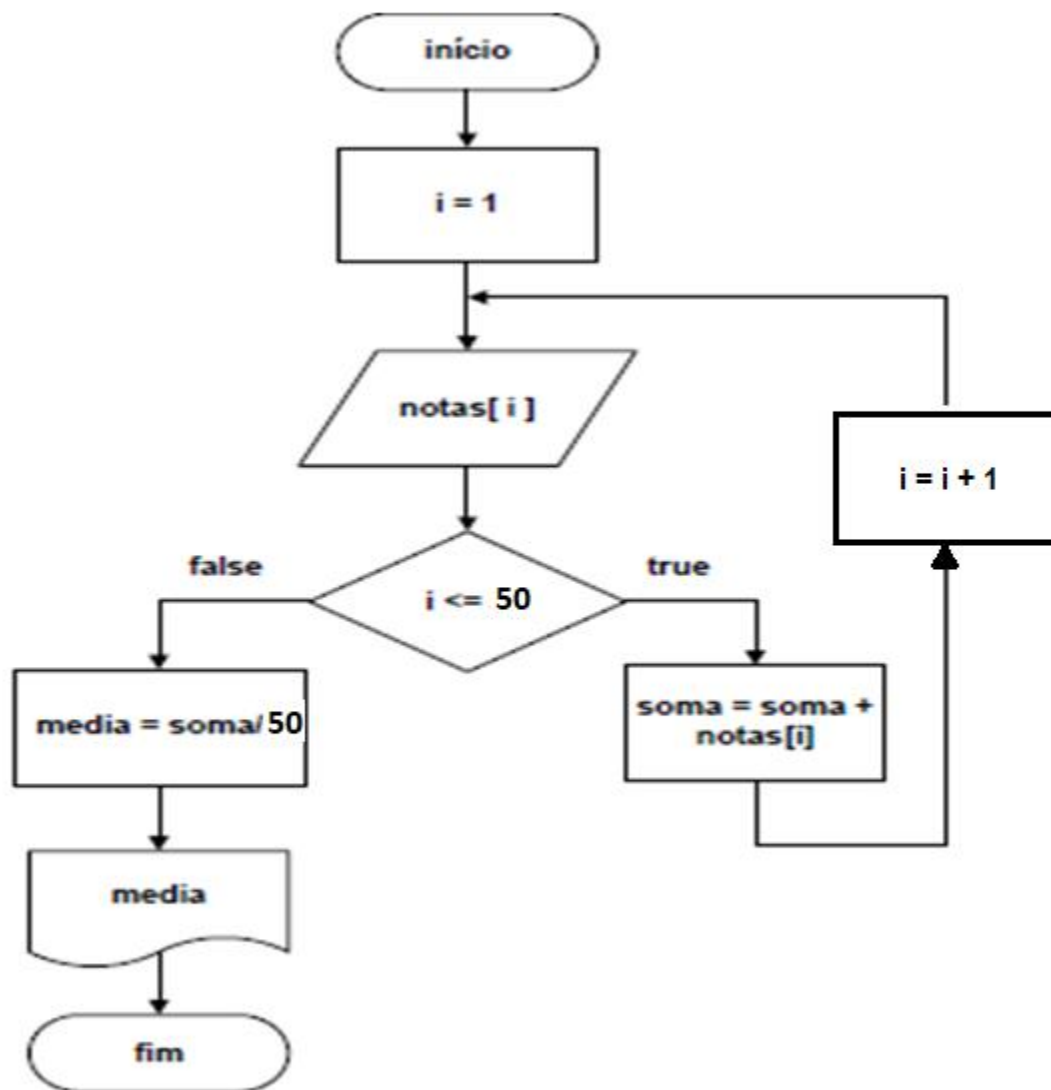 início
i = 1
notas[ i ]
i = i + 1
false
true
i <= 50
media = soma/ 50
soma = soma +
notas[i]
media
fim